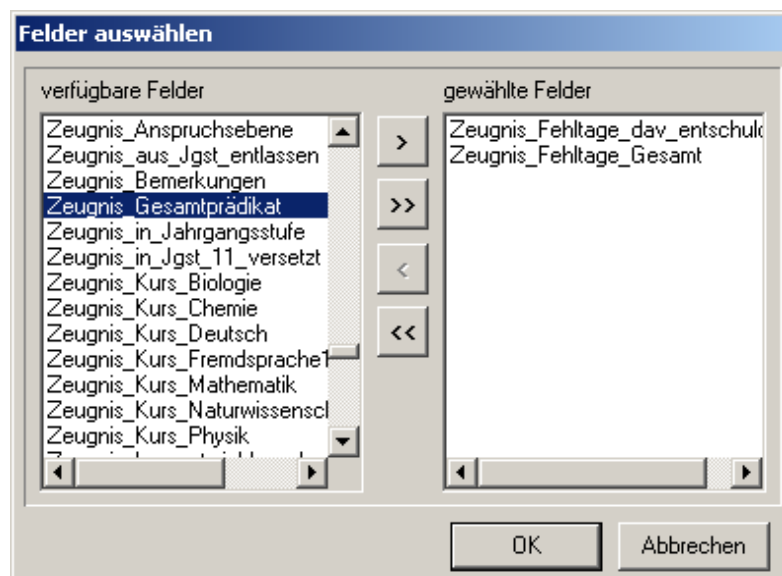 Felder auswählen
verfügbare Felder
Zeugnis_Anspruchsebene
Zeugnis_aus_Jgst_entlassen
Zeugnis_Bemerkungen
Zeugnis_Gesamtprädikat
Zeugnis_in_Jahrgangsstufe
Zeugnis_in_Jgst_11_versetzt
Zeugnis_Kurs_Biologie
Zeugnis_Kurs_Chemie
Zeugnis_Kurs_Deutsch
Zeugnis_Kurs_Fremdsprache1
Zeugnis_Kurs_Mathematik
Zeugnis_Kurs_Naturwissenscl
Zeugnis_Kurs_Physik
>
>>
<
<<
gewählte Felder
Zeugnis_Fehltage_dav_entschuld
Zeugnis_Fehltage_Gesamt
OK
Abbrechen